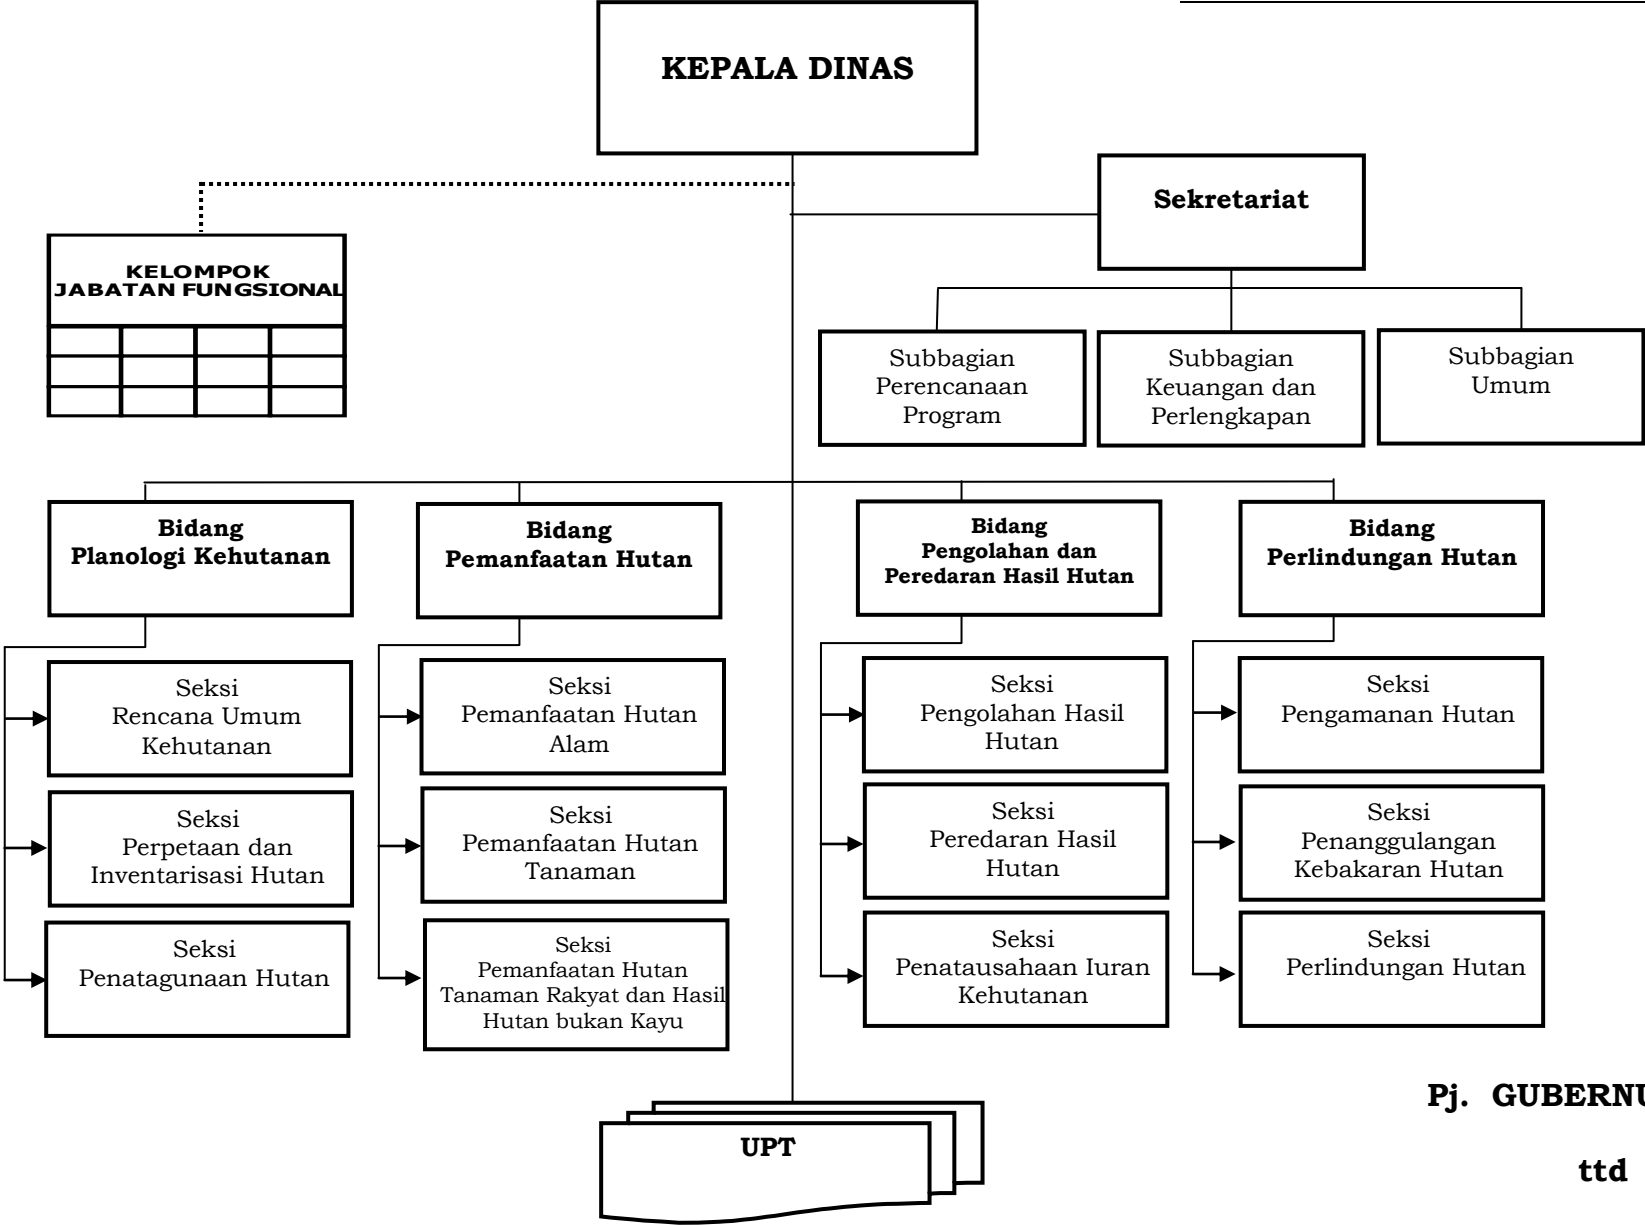 KEPALA DINAS
Sekretariat
KELOMPOK
JABATAN FUNGSIONAL
Subbagian
Perencanaan
Program
Subbagian
Keuangan dan
Perlengkapan
Subbagian
Umum
Bidang
Planologi Kehutanan
Bidang
Pemanfaatan Hutan
Bidang
Pengolahan dan
Peredaran Hasil Hutan
Bidang
Perlindungan Hutan
Seksi
Rencana Umum
Kehutanan
Seksi
Pemanfaatan Hutan
Alam
Seksi
Pengolahan Hasil
Hutan
Seksi
Pengamanan Hutan
Seksi
Perpetaan dan
Inventarisasi Hutan
Seksi
Pemanfaatan Hutan
Tanaman
Seksi
Peredaran Hasil
Hutan
Seksi
Penanggulangan
Kebakaran Hutan
Seksi
Penatagunaan Hutan
Seksi
Pemanfaatan Hutan
Tanaman Rakyat dan Hasil
Hutan bukan Kayu
Seksi
Penatausahaan Iuran
Kehutanan
Seksi
Perlindungan Hutan
Pj. GUBERNU
UPT
ttd